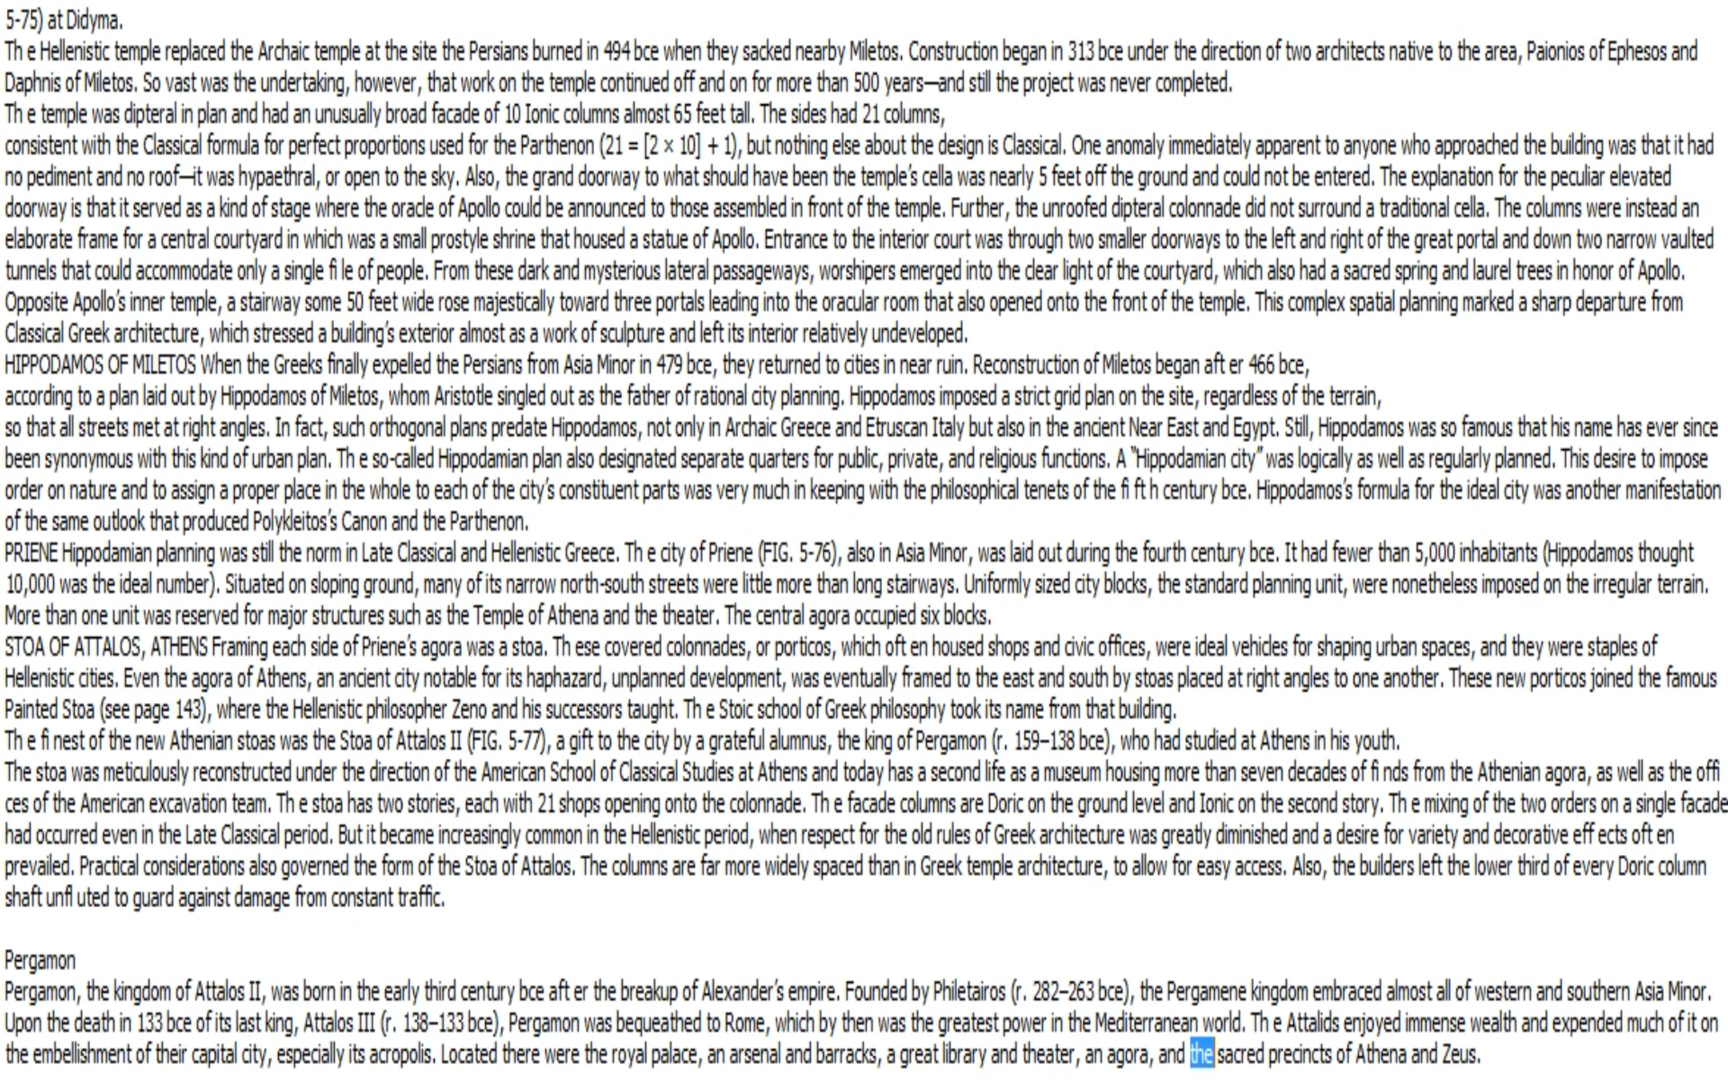 5-75) at Didyma.
Th e Hellenistic temple replaced the Archaic temple at the site the Persians burned in 494 bce when they sacked nearby Miletos. Construction began in 313 bce under the direction of two architects native to the area, Paionios of Ephesos and
Daphnis of Miletos. So vast was the undertaking, however, that work on the temple continued off and on for more than 500 years—and still the project was never completed.
Th e temple was dipteral in plan and had an unusually broad facade of 10 Ionic columns almost 65 feet tall. The sides had 21 columns,
consistent with the Classical formula for perfect proportions used for the Parthenon (21 = [2 × 10] + 1), but nothing else about the design is Classical. One anomaly immediately apparent to anyone who approached the building was that it had
no pediment and no roof—it was hypaethral, or open to the sky. Also, the grand doorway to what should have been the temple's cella was nearly 5 feet off the ground and could not be entered. The explanation for the peculiar elevated
doorway is that it served as a kind of stage where the oracle of Apollo could be announced to those assembled in front of the temple. Further, the unroofed dipteral colonnade did not surround a traditional cella. The columns were instead an
elaborate frame for a central courtyard in which was a small prostyle shrine that housed a statue of Apollo. Entrance to the interior court was through two smaller doorways to the left and right of the great portal and down two narrow vaulted
tunnels that could accommodate only a single fi le of people. From these dark and mysterious lateral passageways, worshipers emerged into the clear light of the courtyard, which also had a sacred spring and laurel trees in honor of Apollo.
Opposite Apollo's inner temple, a stairway some 50 feet wide rose majestically toward three portals leading into the oracular room that also opened onto the front of the temple. This complex spatial planning marked a sharp departure from
Classical Greek architecture, which stressed a building's exterior almost as a work of sculpture and left its interior relatively undeveloped.
HIPPODAMOS OF MILETOS When the Greeks finally expelled the Persians from Asia Minor in 479 bce, they returned to cities in near ruin. Reconstruction of Miletos began aft er 466 bce,
according to a plan laid out by Hippodamos of Miletos, whom Aristotle singled out as the father of rational city planning. Hippodamos imposed a strict grid plan on the site, regardless of the terrain,
so that all streets met at right angles. In fact, such orthogonal plans predate Hippodamos, not only in Archaic Greece and Etruscan Italy but also in the ancient Near East and Egypt. Still, Hippodamos was so famous that his name has ever since
been synonymous with this kind of urban plan. Th e so-called Hippodamian plan also designated separate quarters for public, private, and religious functions. A "Hippodamian city" was logically as well as regularly planned. This desire to impose
order on nature and to assign a proper place in the whole to each of the city's constituent parts was very much in keeping with the philosophical tenets of the fi ft h century bce. Hippodamos's formula for the ideal city was another manifestation
of the same outlook that produced Polykleitos's Canon and the Parthenon.
PRIENE Hippodamian planning was still the norm in Late Classical and Hellenistic Greece. Th e city of Priene (FIG. 5-76), also in Asia Minor, was laid out during the fourth century bce. It had fewer than 5,000 inhabitants (Hippodamos thought
10,000 was the ideal number). Situated on sloping ground, many of its narrow north-south streets were little more than long stairways. Uniformly sized city blocks, the standard planning unit, were nonetheless imposed on the irregular terrain.
More than one unit was reserved for major structures such as the Temple of Athena and the theater. The central agora occupied six blocks.
STOA OF ATTALOS, ATHENS Framing each side of Priene's agora was a stoa. Th ese covered colonnades, or porticos, which oft en housed shops and civic offices, were ideal vehicles for shaping urban spaces, and they were staples of
Hellenistic cities. Even the agora of Athens, an ancient city notable for its haphazard, unplanned development, was eventually framed to the east and south by stoas placed at right angles to one another. These new porticos joined the famous
Painted Stoa (see page 143), where the Hellenistic philosopher Zeno and his successors taught. Th e Stoic school of Greek philosophy took its name from that building.
Th e fi nest of the new Athenian stoas was the Stoa of Attalos II (FIG. 5-77), a gift to the city by a grateful alumnus, the king of Pergamon (r. 159–138 bce), who had studied at Athens in his youth.
The stoa was meticulously reconstructed under the direction of the American School of Classical Studies at Athens and today has a second life as a museum housing more than seven decades of fi nds from the Athenian agora, as well as the offi
ces of the American excavation team. Th e stoa has two stories, each with 21 shops opening onto the colonnade. Th e facade columns are Doric on the ground level and Ionic on the second story. Th e mixing of the two orders on a single facade
had occurred even in the Late Classical period. But it became increasingly common in the Hellenistic period, when respect for the old rules of Greek architecture was greatly diminished and a desire for variety and decorative eff ects oft en
prevailed. Practical considerations also governed the form of the Stoa of Attalos. The columns are far more widely spaced than in Greek temple architecture, to allow for easy access. Also, the builders left the lower third of every Doric column
shaft unfl uted to guard against damage from constant traffic.
Pergamon
Pergamon, the kingdom of Attalos II, was born in the early third century bce aft er the breakup of Alexander's empire. Founded by Philetairos (r. 282–263 bce), the Pergamene kingdom embraced almost all of western and southern Asia Minor.
Upon the death in 133 bce of its last king, Attalos III (r. 138–133 bce), Pergamon was bequeathed to Rome, which by then was the greatest power in the Mediterranean world. Th e Attalids enjoyed immense wealth and expended much of it on
the embellishment of their capital city, especially its acropolis. Located there were the royal palace, an arsenal and barracks, a great library and theater, an agora, and the sacred precincts of Athena and Zeus.